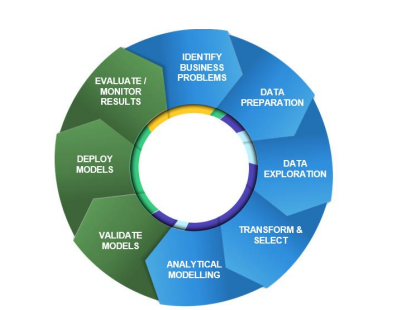 IDENTIFY
BUSINESS
PROBLEMS
DATA
PREPARATION
DATA
EXPLORATION
TRANSFORM &
SELECT
ANALYTICAL
MODELLING
VALIDATE
MODELS
DEPLOY
MODELS
EVALUATE /
MONITOR
RESULTS